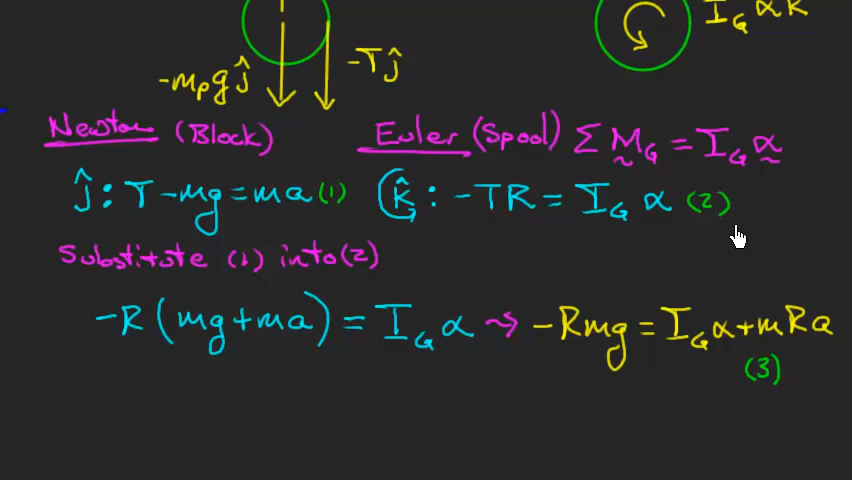 I_G α k
-m_P g ĵ
-T ĵ
Newton (Block)
Euler (Spool) Σ M_G = I_G α
ĵ: T - mg = ma (1)
k̂: -TR = I_G α (2)
Substitute (1) into (2)
-R(mg+ma) = I_G α ⇝ -Rmg = I_G α + mRa
(3)